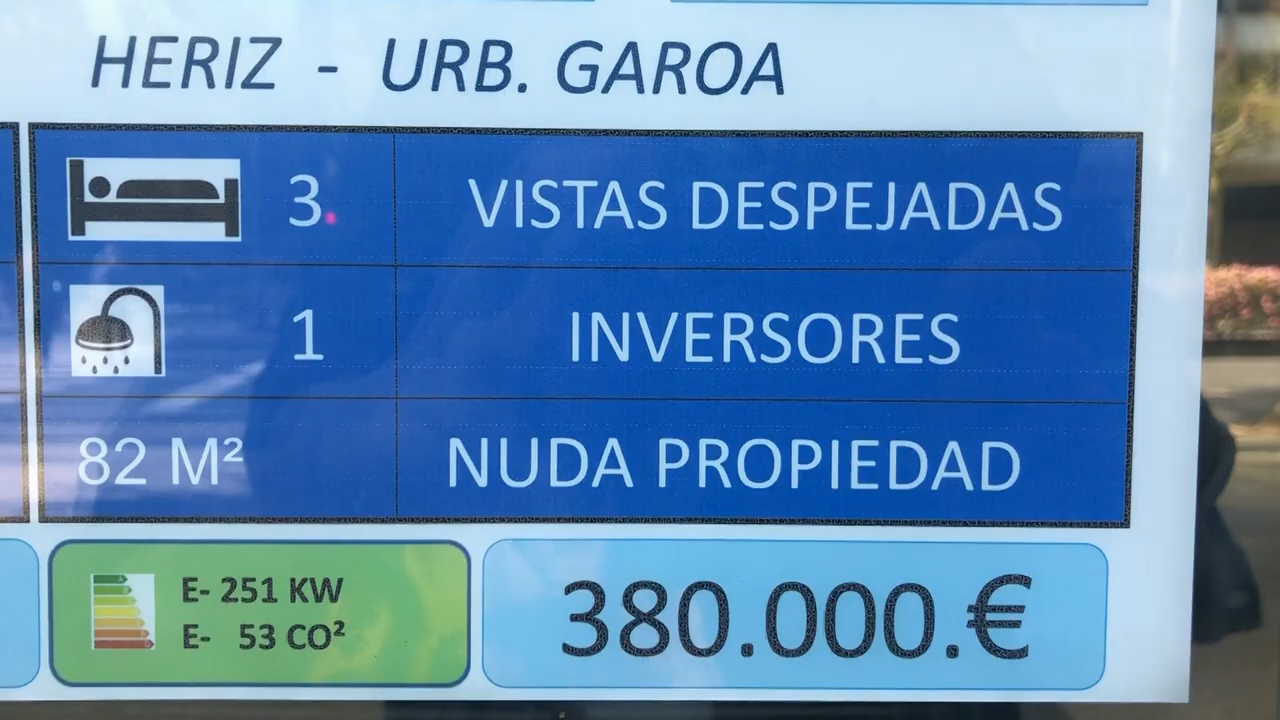 HERIZ - URB. GAROA
3. VISTAS DESPEJADAS
1 INVERSORES
82 M² NUDA PROPIEDAD
E- 251 KW
E- 53 CO²
380.000.€